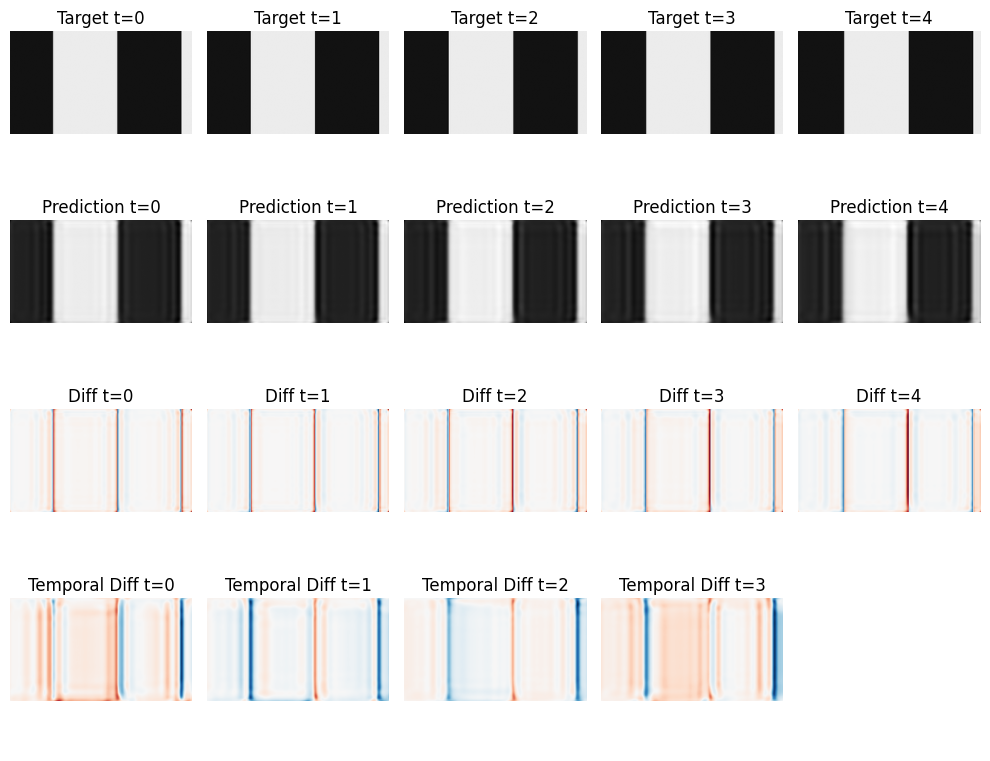 Target t=0 Target t=1 Target t=2 Target t=3 Target t=4
Prediction t=0 Prediction t=1 Prediction t=2 Prediction t=3 Prediction t=4
Diff t=0 Diff t=1 Diff t=2 Diff t=3 Diff t=4
Temporal Diff t=0 Temporal Diff t=1 Temporal Diff t=2 Temporal Diff t=3